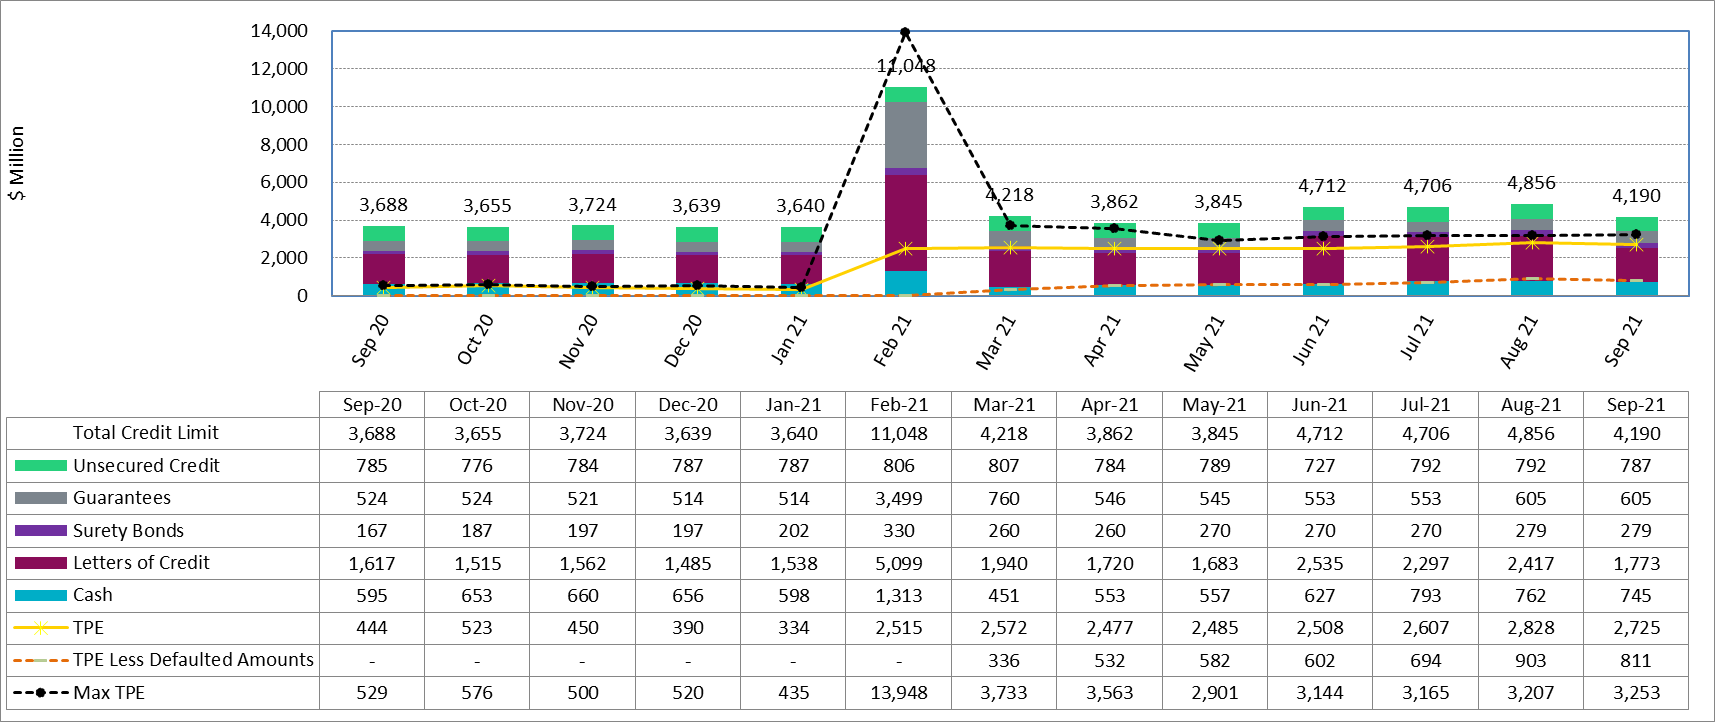 $ Million
14,000
12,000
10,000
8,000
6,000
4,000
2,000
0
3,688 3,655 3,724 3,639 3,640 11,048 4,218 3,862 3,845 4,712 4,706 4,856 4,190
Sep 20 Oct 20 Nov 20 Dec 20 Jan 21 Feb 21 Mar 21 Apr 21 May 21 Jun 21 Jul 21 Aug 21 Sep 21
Sep-20 Oct-20 Nov-20 Dec-20 Jan-21 Feb-21 Mar-21 Apr-21 May-21 Jun-21 Jul-21 Aug-21 Sep-21
Total Credit Limit 3,688 3,655 3,724 3,639 3,640 11,048 4,218 3,862 3,845 4,712 4,706 4,856 4,190
Unsecured Credit 785 776 784 787 787 806 807 784 789 727 792 792 787
Guarantees 524 524 521 514 514 3,499 760 546 545 553 553 605 605
Surety Bonds 167 187 197 197 202 330 260 260 270 270 270 279 279
Letters of Credit 1,617 1,515 1,562 1,485 1,538 5,099 1,940 1,720 1,683 2,535 2,297 2,417 1,773
Cash 595 653 660 656 598 1,313 451 553 557 627 793 762 745
TPE 444 523 450 390 334 2,515 2,572 2,477 2,485 2,508 2,607 2,828 2,725
TPE Less Defaulted Amounts - - - - - - 336 532 582 602 694 903 811
Max TPE 529 576 500 520 435 13,948 3,733 3,563 2,901 3,144 3,165 3,207 3,253